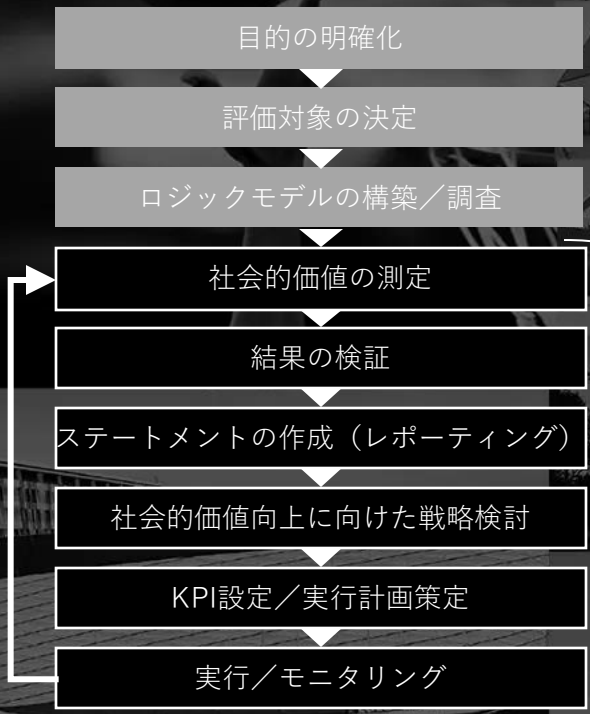 目的の明確化
評価対象の決定
ロジックモデルの構築／調査
社会的価値の測定
結果の検証
ステートメントの作成（レポーティング）
社会的価値向上に向けた戦略検討
KPI設定／実行計画策定
実行／モニタリング